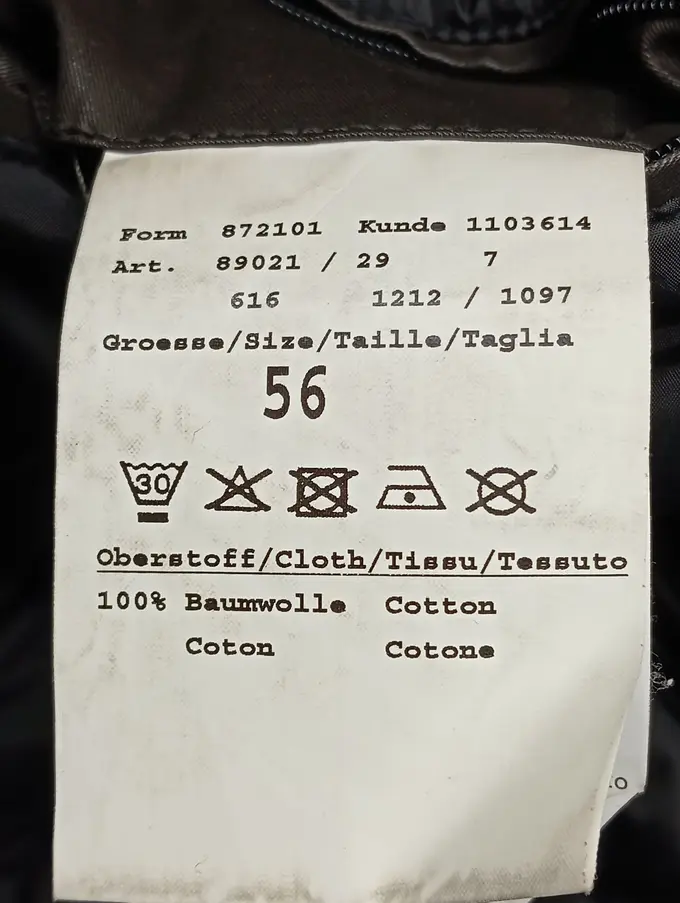 Form 872101 Kunde 1103614
Art. 89021 / 29 7
616 1212 / 1097
Groesse/Size/Taille/Taglia
56
30
Oberstoff/Cloth/Tissu/Tessuto
100% Baumwolle Cotton
Coton Cotone